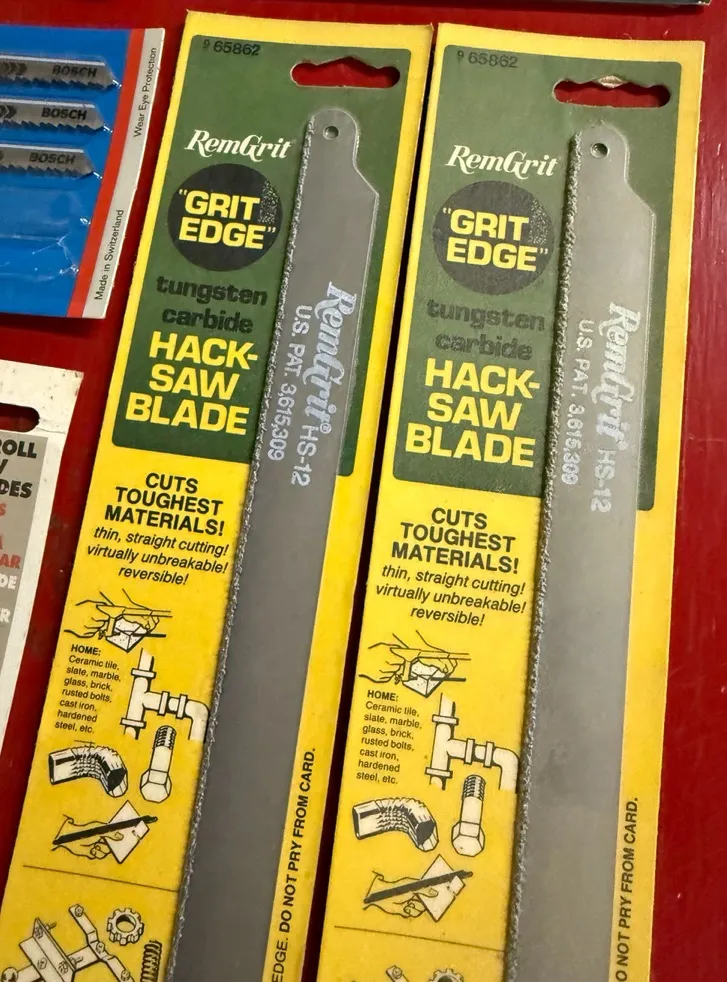 BOSCH
BOSCH
BOSCH
Wear Eye Protection
Made in Switzerland
ROLL
DES
AR
DE
R
9 65862
RemGrit
"GRIT
EDGE"
tungsten
carbide
HACK-
SAW
BLADE
RemGrit® HS-12
U.S. PAT. 3,615,309
CUTS
TOUGHEST
MATERIALS!
thin, straight cutting!
virtually unbreakable!
reversible!
HOME:
Ceramic tile,
slate, marble,
glass, brick,
rusted bolts,
cast iron,
hardened
steel, etc.
EDGE. DO NOT PRY FROM CARD.
9 65862
RemGrit
"GRIT
EDGE"
tungsten
carbide
HACK-
SAW
BLADE
RemGrit HS-12
U.S. PAT. 3,615,309
CUTS
TOUGHEST
MATERIALS!
thin, straight cutting!
virtually unbreakable!
reversible!
HOME:
Ceramic tile,
slate, marble,
glass, brick,
rusted bolts,
cast iron,
hardened
steel, etc.
O NOT PRY FROM CARD.